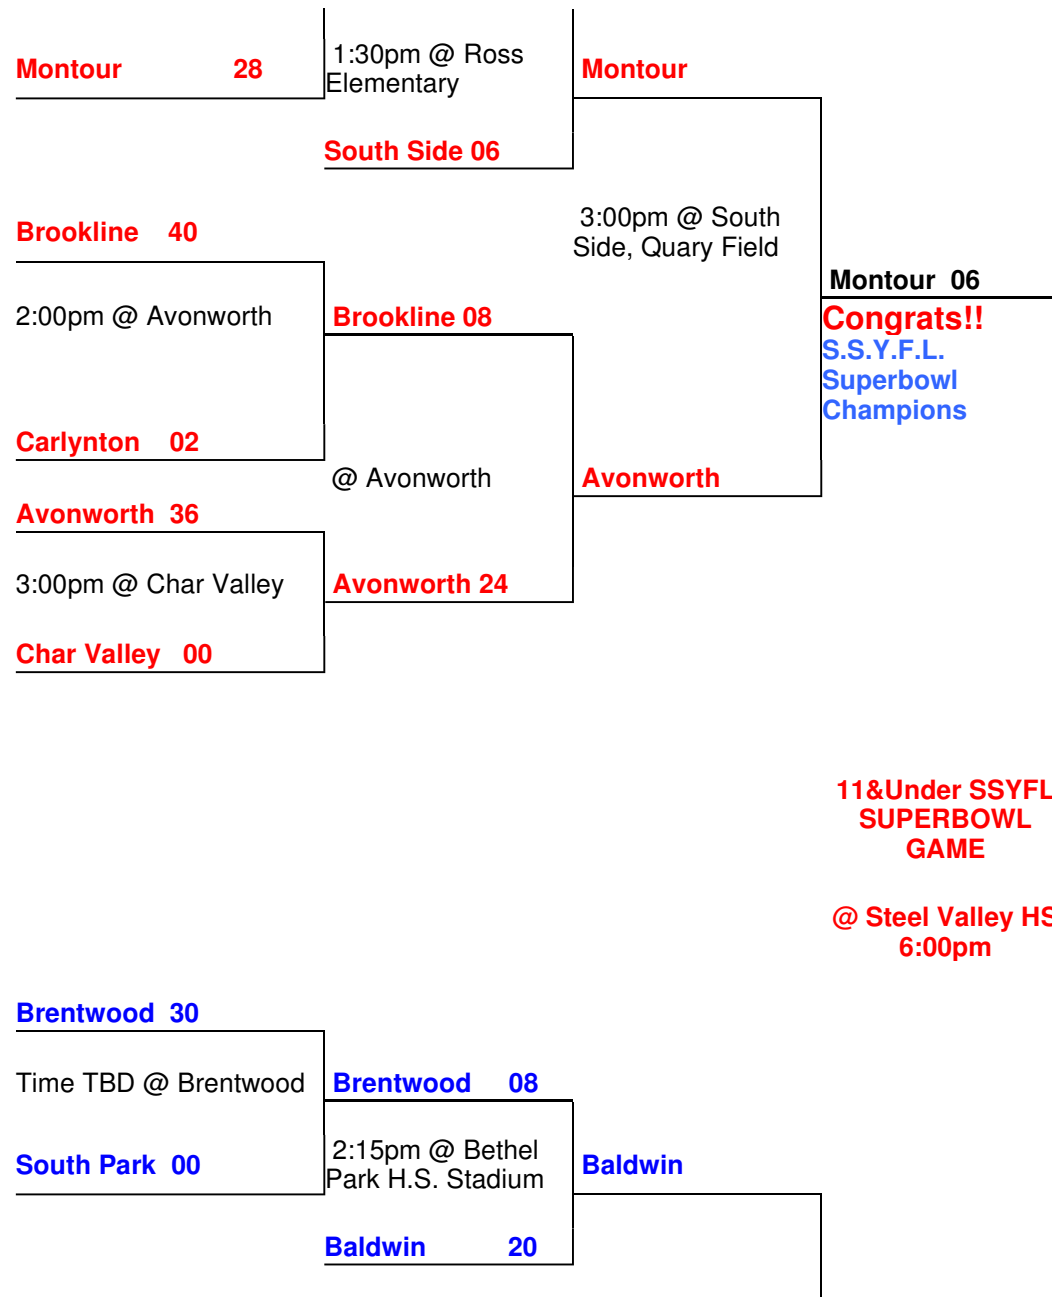 1:30pm @ Ross
Elementary
Montour 28
Montour
South Side 06
3:00pm @ South
Side, Quary Field
Brookline 40
Montour 06
2:00pm @ Avonworth
Brookline 08
Congrats!!
S.S.Y.F.L.
Superbowl
Champions
Carlynton 02
@ Avonworth
Avonworth
Avonworth 36
3:00pm @ Char Valley
Avonworth 24
Char Valley 00
11&Under SSYFL
SUPERBOWL
GAME
@ Steel Valley HS
6:00pm
Brentwood 30
Time TBD @ Brentwood
Brentwood 08
2:15pm @ Bethel
Park H.S. Stadium
South Park 00
Baldwin
Baldwin 20